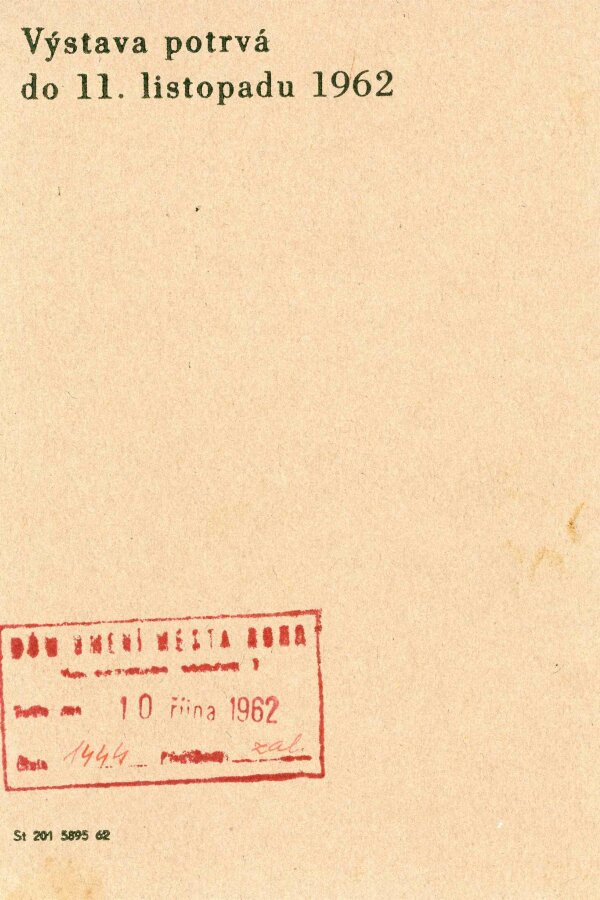 Výstava potrvá
do 11. listopadu 1962
DŮM UMĚNÍ MĚSTA BRNA
10 října 1962
Číslo 1444 zal.
St 201 5895 62